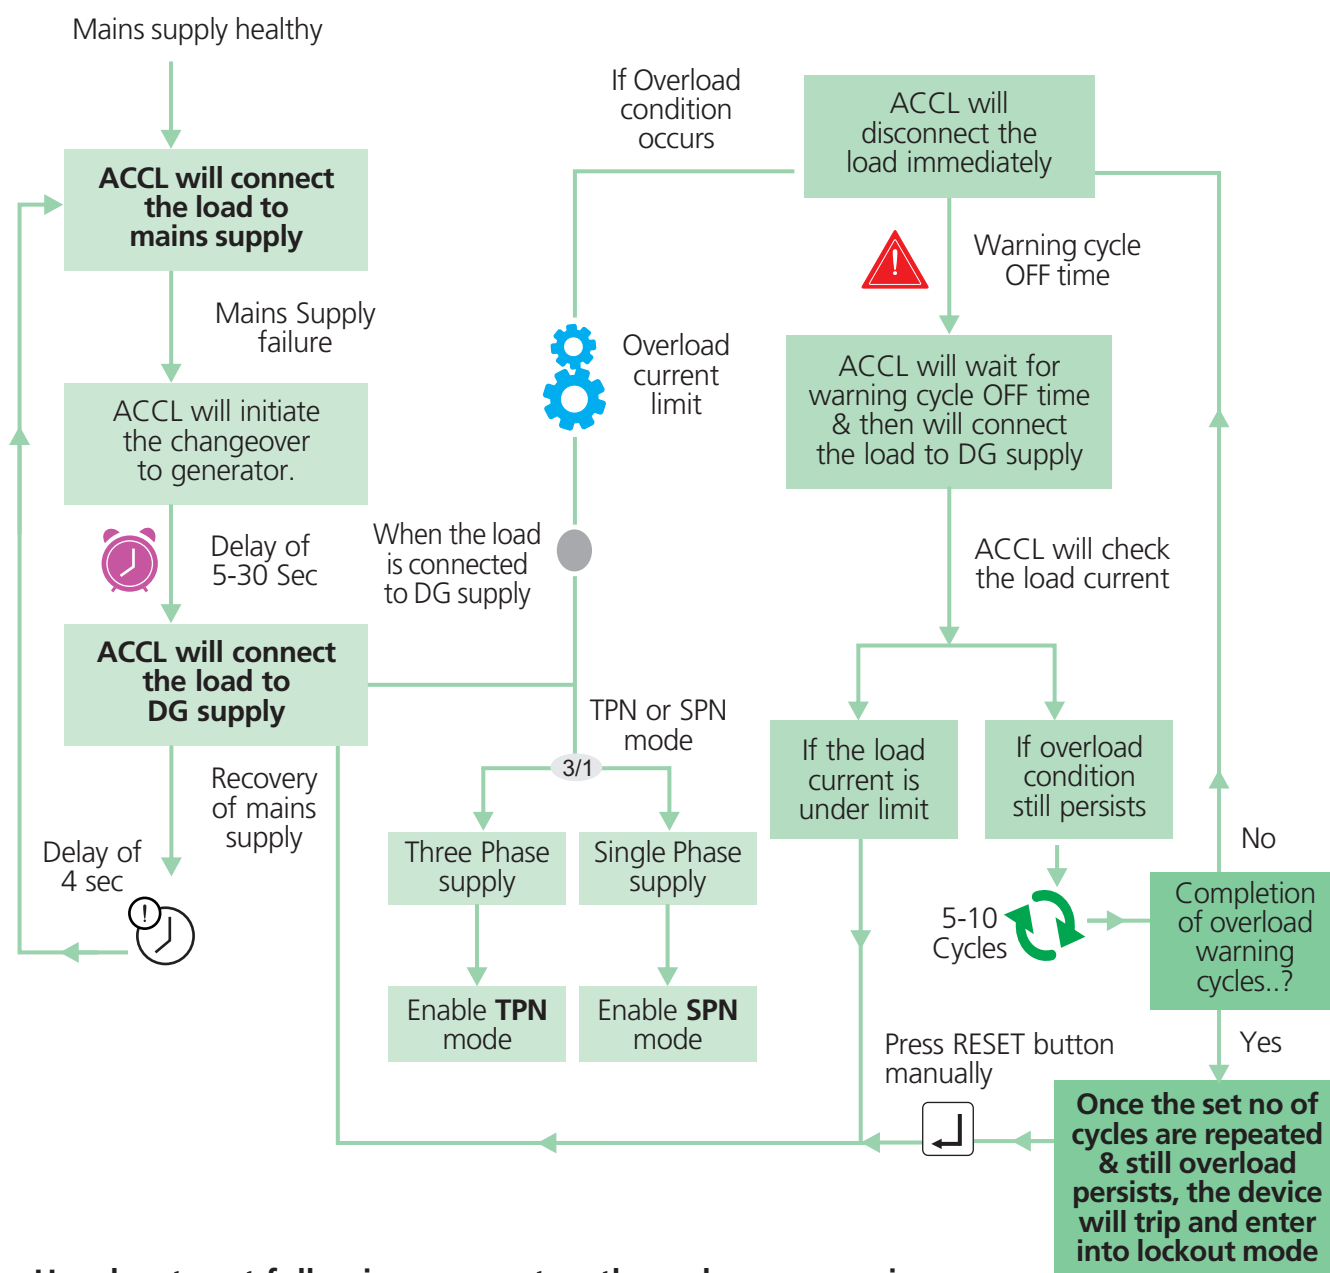 Mains supply healthy
ACCL will connect
the load to
mains supply
Mains Supply
failure
ACCL will initiate
the changeover
to generator.
Delay of
5-30 Sec
ACCL will connect
the load to
DG supply
Recovery
of mains
supply
Delay of
4 sec
When the load
is connected
to DG supply
Overload
current
limit
If Overload
condition
occurs
TPN or SPN
mode
3/1
Three Phase
supply
Single Phase
supply
Enable TPN
mode
Enable SPN
mode
ACCL will
disconnect the
load immediately
Warning cycle
OFF time
ACCL will wait for
warning cycle OFF time
& then will connect
the load to DG supply
ACCL will check
the load current
If the load
current is
under limit
If overload
condition
still persists
5-10
Cycles
No
Completion
of overload
warning
cycles..?
Yes
Press RESET button
manually
Once the set no of
cycles are repeated
& still overload
persists, the device
will trip and enter
into lockout mode